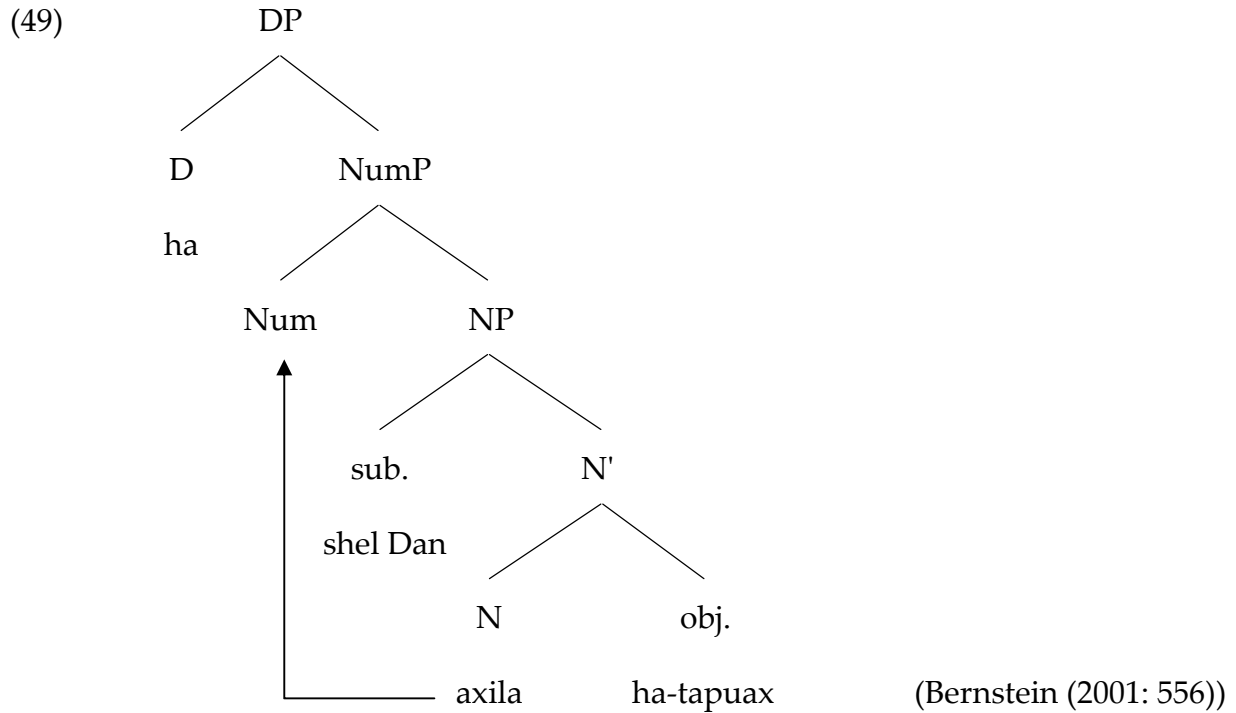 (49) DP
D NumP
ha
Num NP
sub. N'
shel Dan
N obj.
axila ha-tapuax (Bernstein (2001: 556))